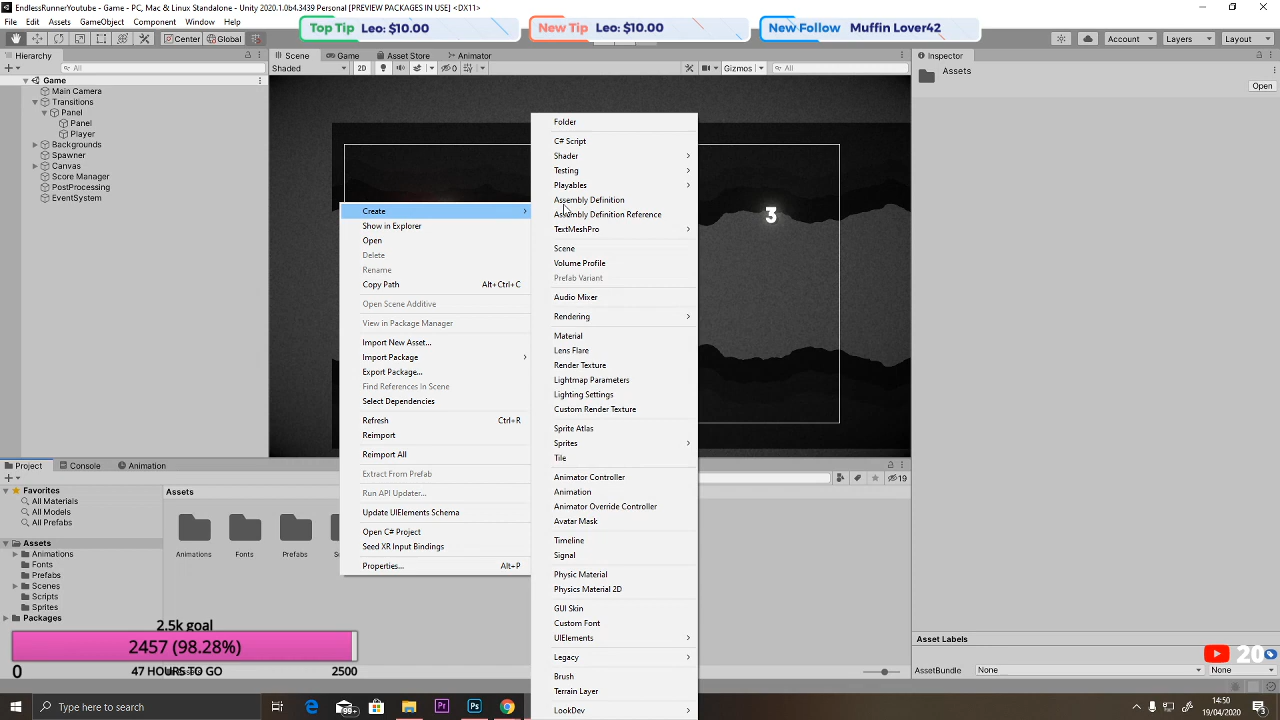 EndlessRunnerYoutube - Game - PC, Mac & Linux Standalone - Unity 2020.1.0b4.3439 Personal [PREVIEW PACKAGES IN USE] <DX11>
File Edit Assets GameObject Component Window Help
Top Tip Leo: $10.00
New Tip Leo: $10.00
New Follow Muffin Lover42
Center Global
Account Layers Layout
Hierarchy
All
Game
Main Camera
Transitions
Panel
Panel
Player
Backgrounds
Spawner
Canvas
Score Manager
PostProcessing
EventSystem
Scene Game Asset Store Animator
Shaded 2D 0 Gizmos All
3
Create
Show in Explorer
Open
Delete
Rename
Copy Path Alt+Ctrl+C
Open Scene Additive
View in Package Manager
Import New Asset...
Import Package
Export Package...
Find References In Scene
Select Dependencies
Refresh Ctrl+R
Reimport
Reimport All
Extract From Prefab
Run API Updater...
Update UIElements Schema
Open C# Project
Seed XR Input Bindings
Properties... Alt+P
Folder
C# Script
Shader
Testing
Playables
Assembly Definition
Assembly Definition Reference
TextMeshPro
Scene
Volume Profile
Prefab Variant
Audio Mixer
Rendering
Material
Lens Flare
Render Texture
Lightmap Parameters
Lighting Settings
Custom Render Texture
Sprite Atlas
Sprites
Tile
Animator Controller
Animation
Animator Override Controller
Avatar Mask
Timeline
Signal
Physic Material
Physics Material 2D
GUI Skin
Custom Font
UIElements
Legacy
Brush
Terrain Layer
LookDev
Inspector
Assets
Open
Project Console Animation
19
Favorites
All Materials
All Models
All Prefabs
Assets
Animations
Fonts
Prefabs
Scenes
Scripts
Sprites
Packages
Assets
Animations Fonts Prefabs
2.5k goal
2457 (98.28%)
0 47 HOURS TO GO 2500
Asset Labels
20
AssetBundle None None
Type here to search
99+
14:50
19/04/2020